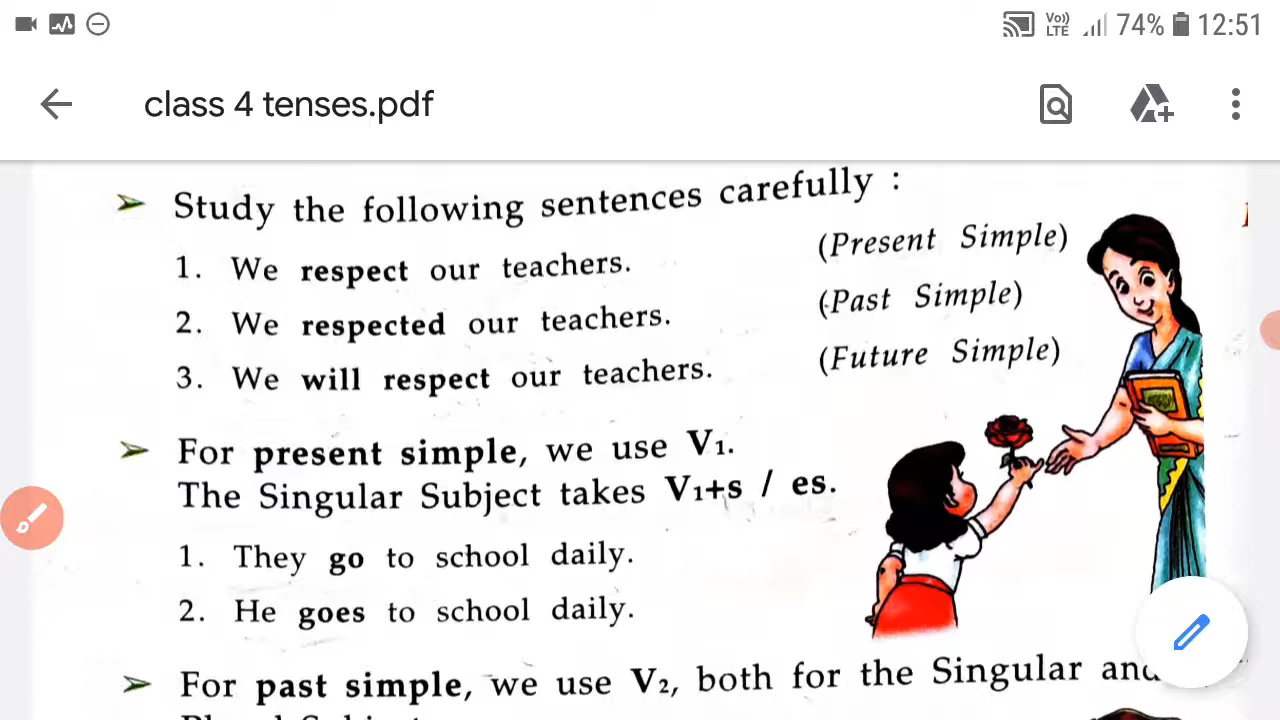 Vo)) LTE 74% 12:51
class 4 tenses.pdf
➢ Study the following sentences carefully :
1. We respect our teachers. (Present Simple)
2. We respected our teachers. (Past Simple)
3. We will respect our teachers. (Future Simple)
➢ For present simple, we use V₁.
The Singular Subject takes V₁+s / es.
1. They go to school daily.
2. He goes to school daily.
➢ For past simple, we use V₂, both for the Singular and